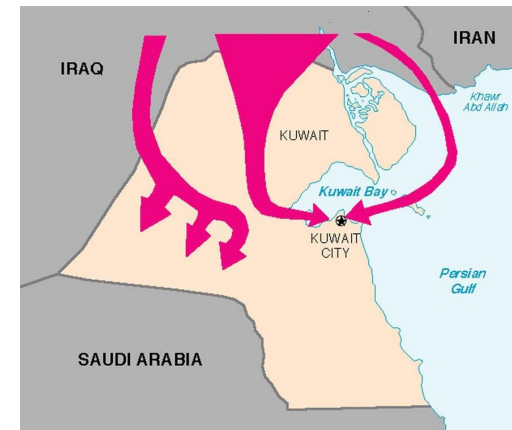 IRAN
IRAQ
Khawr
Abd Allah
KUWAIT
Kuwait Bay
KUWAIT
CITY
Persian
Gulf
SAUDI ARABIA